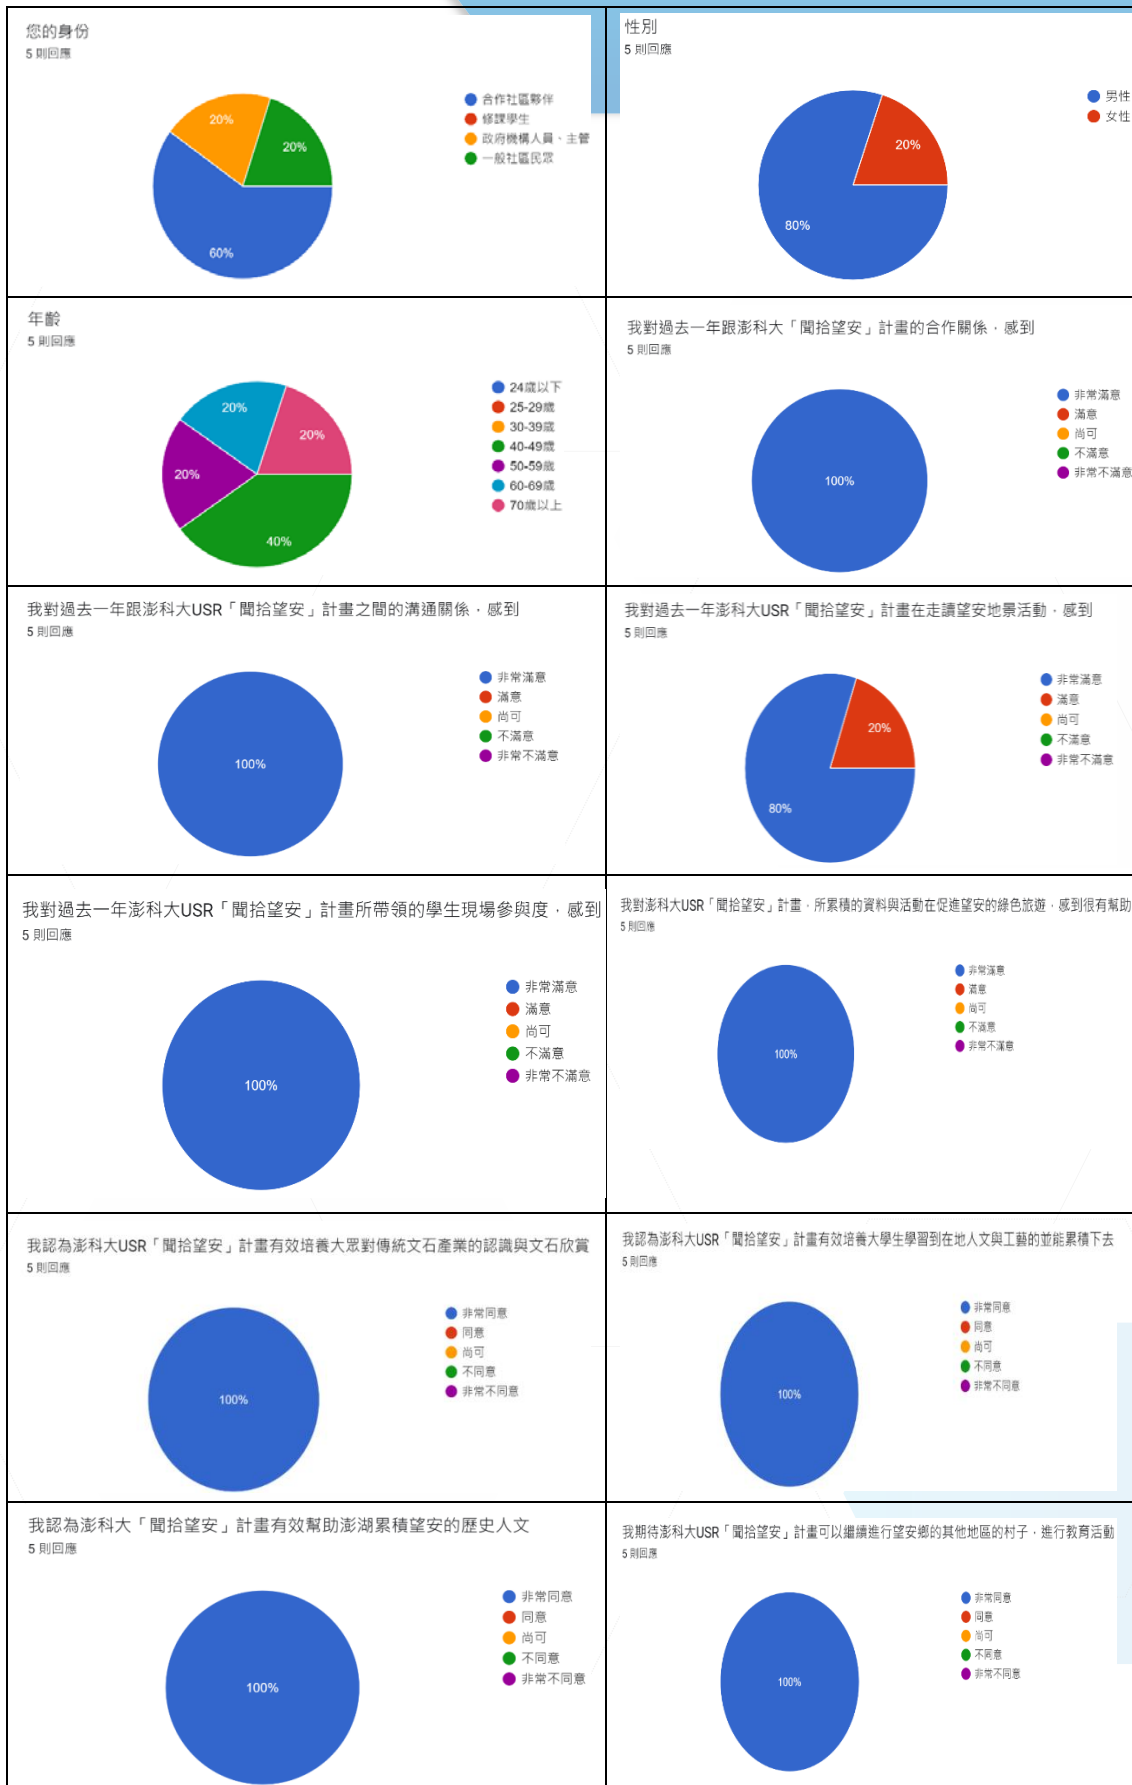 您的身份
5 則回應
合作社區夥伴
修課學生
政府機構人員、主管
一般社區民眾
20%
20%
60%
性別
5 則回應
男性
女性
20%
80%
年齡
5 則回應
24歲以下
25-29歲
30-39歲
40-49歲
50-59歲
60-69歲
70歲以上
20%
20%
20%
40%
我對過去一年跟澎科大「聞拾望安」計畫的合作關係，感到
5 則回應
非常滿意
滿意
尚可
不滿意
非常不滿意
100%
我對過去一年跟澎科大USR「聞拾望安」計畫之間的溝通關係，感到
5 則回應
非常滿意
滿意
尚可
不滿意
非常不滿意
100%
我對過去一年澎科大USR「聞拾望安」計畫在走讀望安地景活動，感到
5 則回應
非常滿意
滿意
尚可
不滿意
非常不滿意
20%
80%
我對過去一年澎科大USR「聞拾望安」計畫所帶領的學生現場參與度，感到
5 則回應
非常滿意
滿意
尚可
不滿意
非常不滿意
100%
我對澎科大USR「聞拾望安」計畫，所累積的資料與活動在促進望安的綠色旅遊，感到很有幫助
5 則回應
非常滿意
滿意
尚可
不滿意
非常不滿意
100%
我認為澎科大USR「聞拾望安」計畫有效培養大眾對傳統文石產業的認識與文石欣賞
5 則回應
非常同意
同意
尚可
不同意
非常不同意
100%
我認為澎科大USR「聞拾望安」計畫有效培養大學生學習到在地人文與工藝的並能累積下去
5 則回應
非常同意
同意
尚可
不同意
非常不同意
100%
我認為澎科大「聞拾望安」計畫有效幫助澎湖累積望安的歷史人文
5 則回應
非常同意
同意
尚可
不同意
非常不同意
100%
我期待澎科大USR「聞拾望安」計畫可以繼續進行望安鄉的其他地區的村子，進行教育活動
5 則回應
非常同意
同意
尚可
不同意
非常不同意
100%